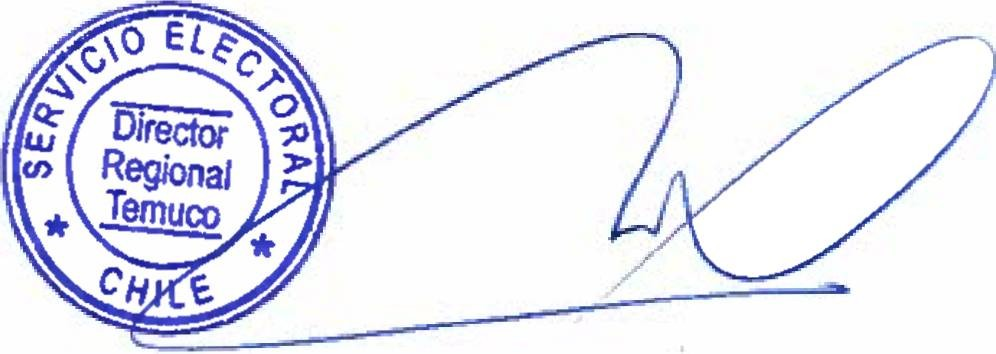 SERVICIO ELECTORAL
Director
Regional
Temuco
* CHILE *